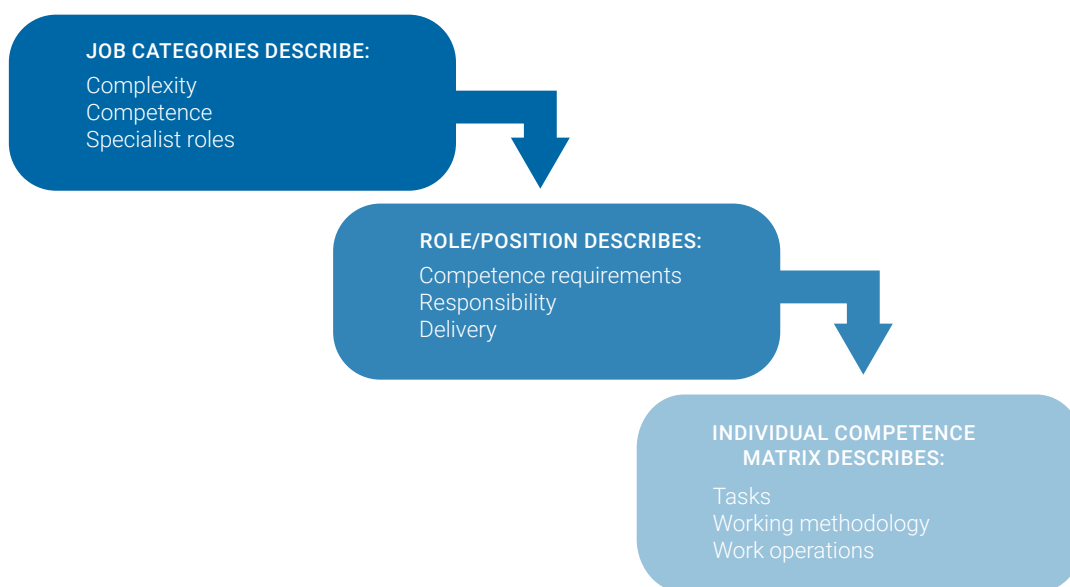 JOB CATEGORIES DESCRIBE:
Complexity
Competence
Specialist roles
ROLE/POSITION DESCRIBES:
Competence requirements
Responsibility
Delivery
INDIVIDUAL COMPETENCE
MATRIX DESCRIBES:
Tasks
Working methodology
Work operations